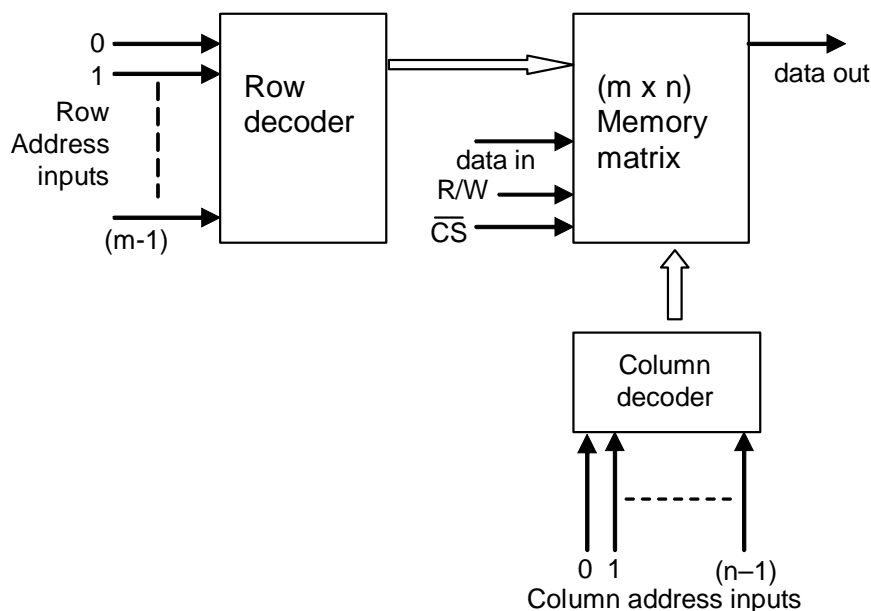 0
1
Row
Address
inputs
(m-1)
Row
decoder
(m x n)
Memory
matrix
data in
R/W
C̅S̅
data out
Column
decoder
0 1 (n–1)
Column address inputs